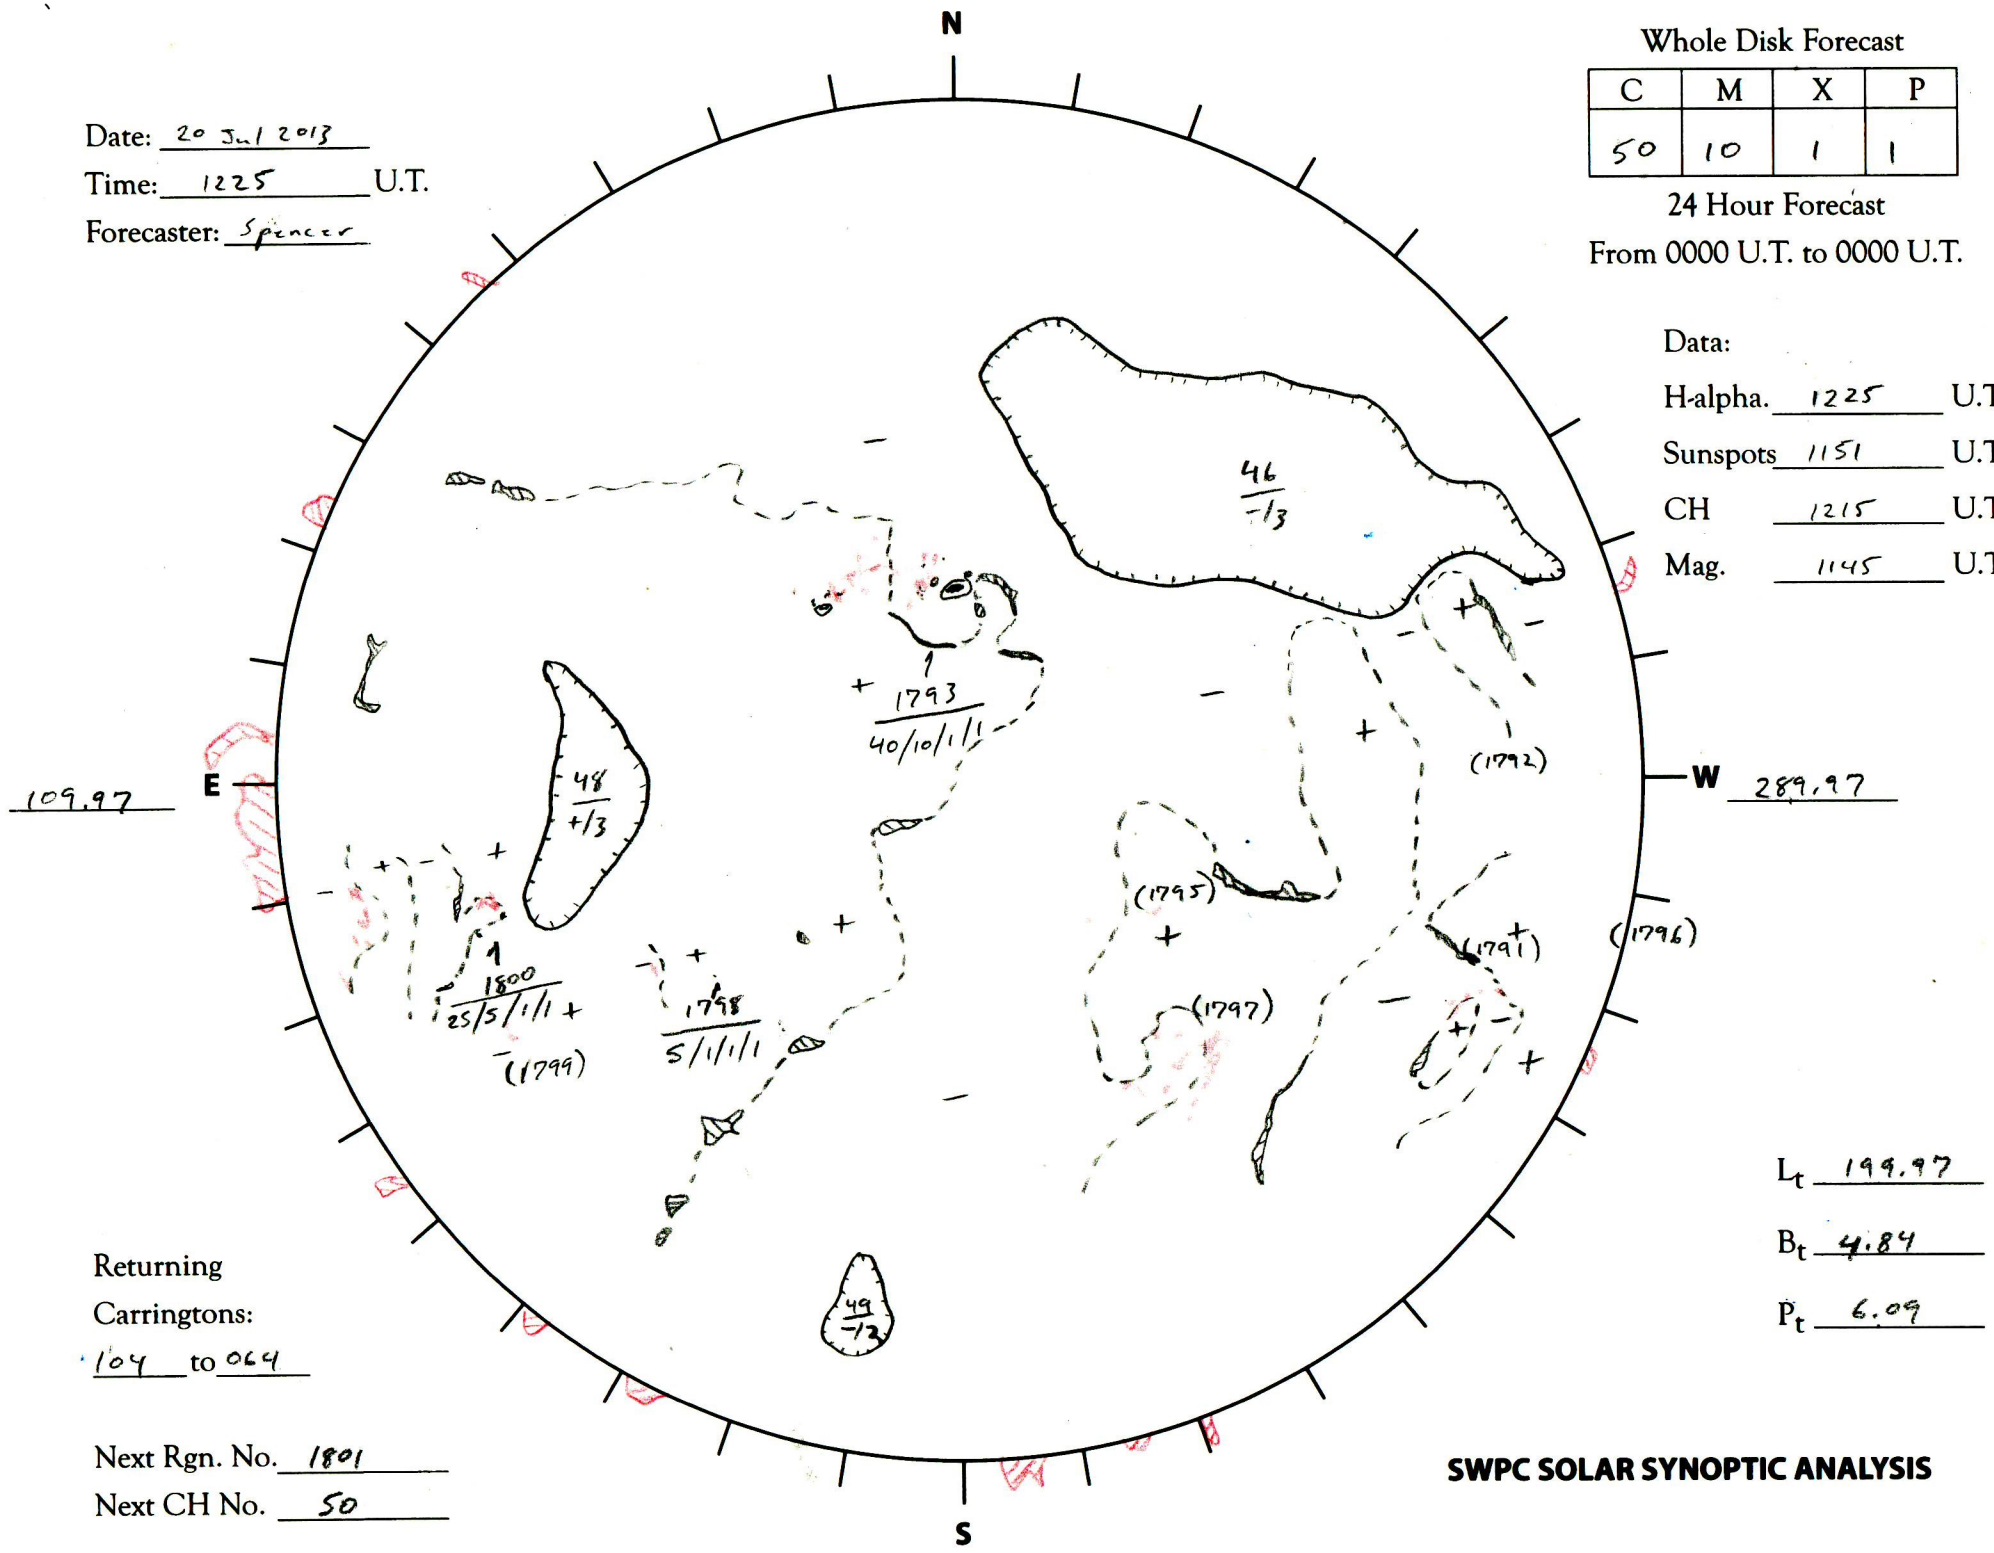 N
Whole Disk Forecast
C M X P
50 10 1 1
24 Hour Forecast
From 0000 U.T. to 0000 U.T.
Date: 20 Jul 2013
Time: 1225 U.T.
Forecaster: Spencer
Data:
H-alpha. 1225 U.T
Sunspots 1151 U.T
CH 1215 U.T
Mag. 1145 U.T
46
-/3
+
-
-
-
-
+ 1793
40/10/1/1
-
+
(1792)
109.97 E
48
+/3
W 289.97
- + - +
(1795)
+
+
(1791) +
(1796)
1800
25/5/1/1 +
- +
1798
5/1/1/1
- (1799)
(1797)
-
+ -
+
-
Lt 199.97
Bt 4.84
Pt 6.09
49
-/3
Returning
Carringtons:
104 to 064
Next Rgn. No. 1801
Next CH No. 50
SWPC SOLAR SYNOPTIC ANALYSIS
S